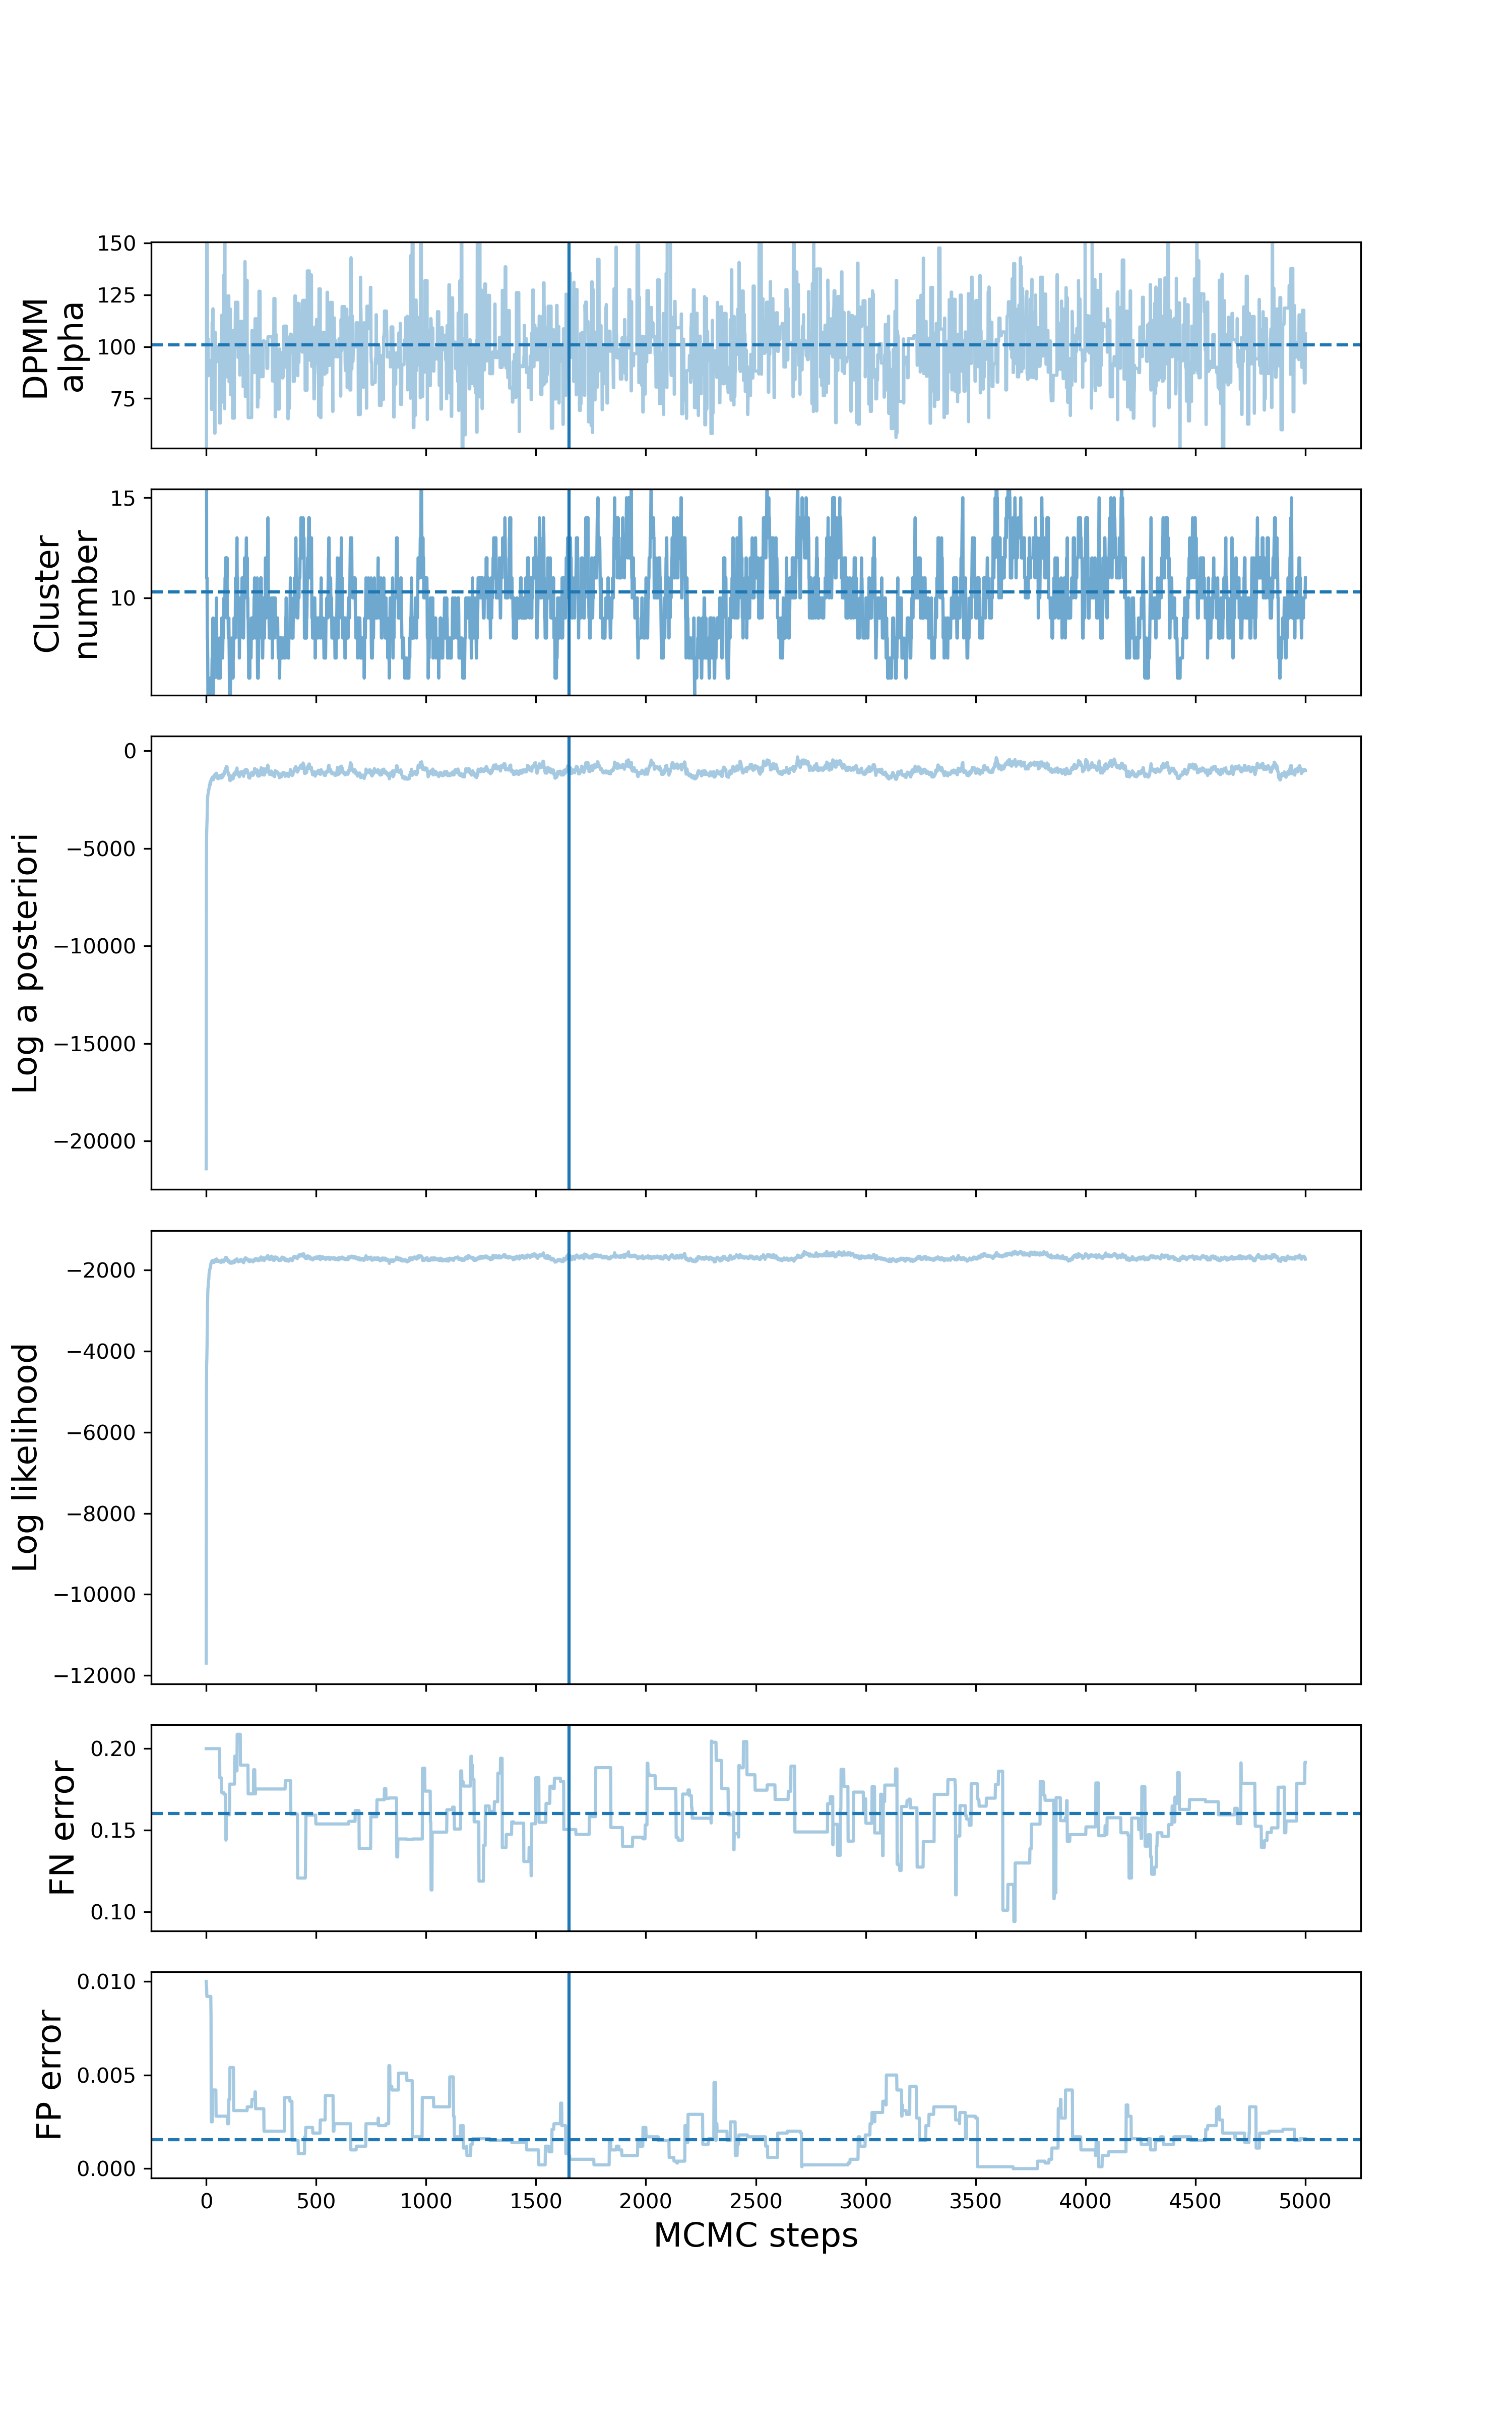 DPMM
alpha
150
125
100
75
Cluster
number
15
10
Log a posteriori
0
−5000
−10000
−15000
−20000
Log likelihood
−2000
−4000
−6000
−8000
−10000
−12000
FN error
0.20
0.15
0.10
FP error
0.010
0.005
0.000
0 500 1000 1500 2000 2500 3000 3500 4000 4500 5000
MCMC steps